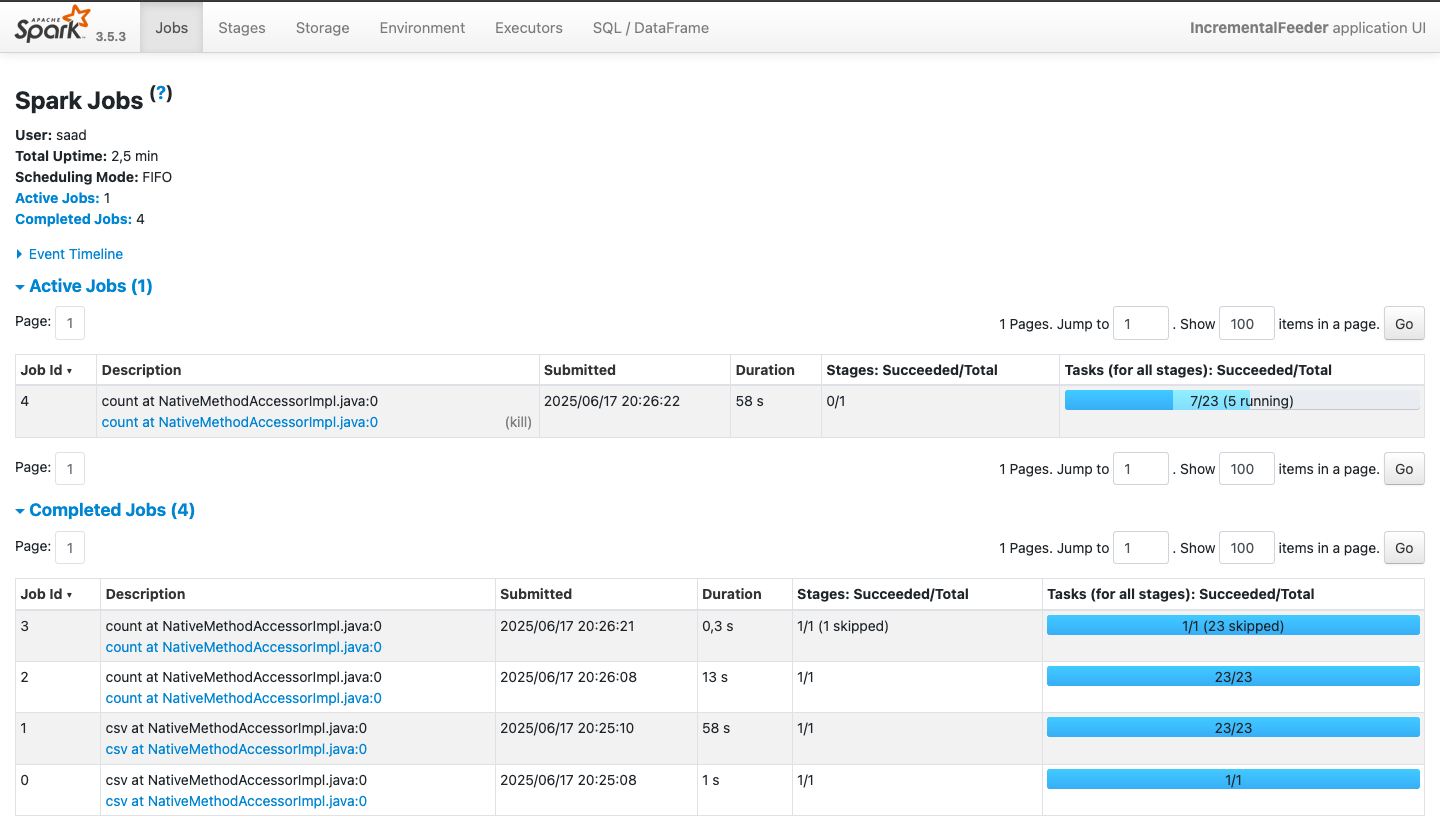 APACHE
Spark 3.5.3 Jobs Stages Storage Environment Executors SQL / DataFrame IncrementalFeeder application UI
Spark Jobs (?)
User: saad
Total Uptime: 2,5 min
Scheduling Mode: FIFO
Active Jobs: 1
Completed Jobs: 4
Event Timeline
Active Jobs (1)
Page: 1 1 Pages. Jump to 1 . Show 100 items in a page. Go
Job Id ▾ Description Submitted Duration Stages: Succeeded/Total Tasks (for all stages): Succeeded/Total
4 count at NativeMethodAccessorImpl.java:0 2025/06/17 20:26:22 58 s 0/1 7/23 (5 running)
count at NativeMethodAccessorImpl.java:0 (kill)
Page: 1 1 Pages. Jump to 1 . Show 100 items in a page. Go
Completed Jobs (4)
Page: 1 1 Pages. Jump to 1 . Show 100 items in a page. Go
Job Id ▾ Description Submitted Duration Stages: Succeeded/Total Tasks (for all stages): Succeeded/Total
3 count at NativeMethodAccessorImpl.java:0 2025/06/17 20:26:21 0,3 s 1/1 (1 skipped) 1/1 (23 skipped)
count at NativeMethodAccessorImpl.java:0
2 count at NativeMethodAccessorImpl.java:0 2025/06/17 20:26:08 13 s 1/1 23/23
count at NativeMethodAccessorImpl.java:0
1 csv at NativeMethodAccessorImpl.java:0 2025/06/17 20:25:10 58 s 1/1 23/23
csv at NativeMethodAccessorImpl.java:0
0 csv at NativeMethodAccessorImpl.java:0 2025/06/17 20:25:08 1 s 1/1 1/1
csv at NativeMethodAccessorImpl.java:0